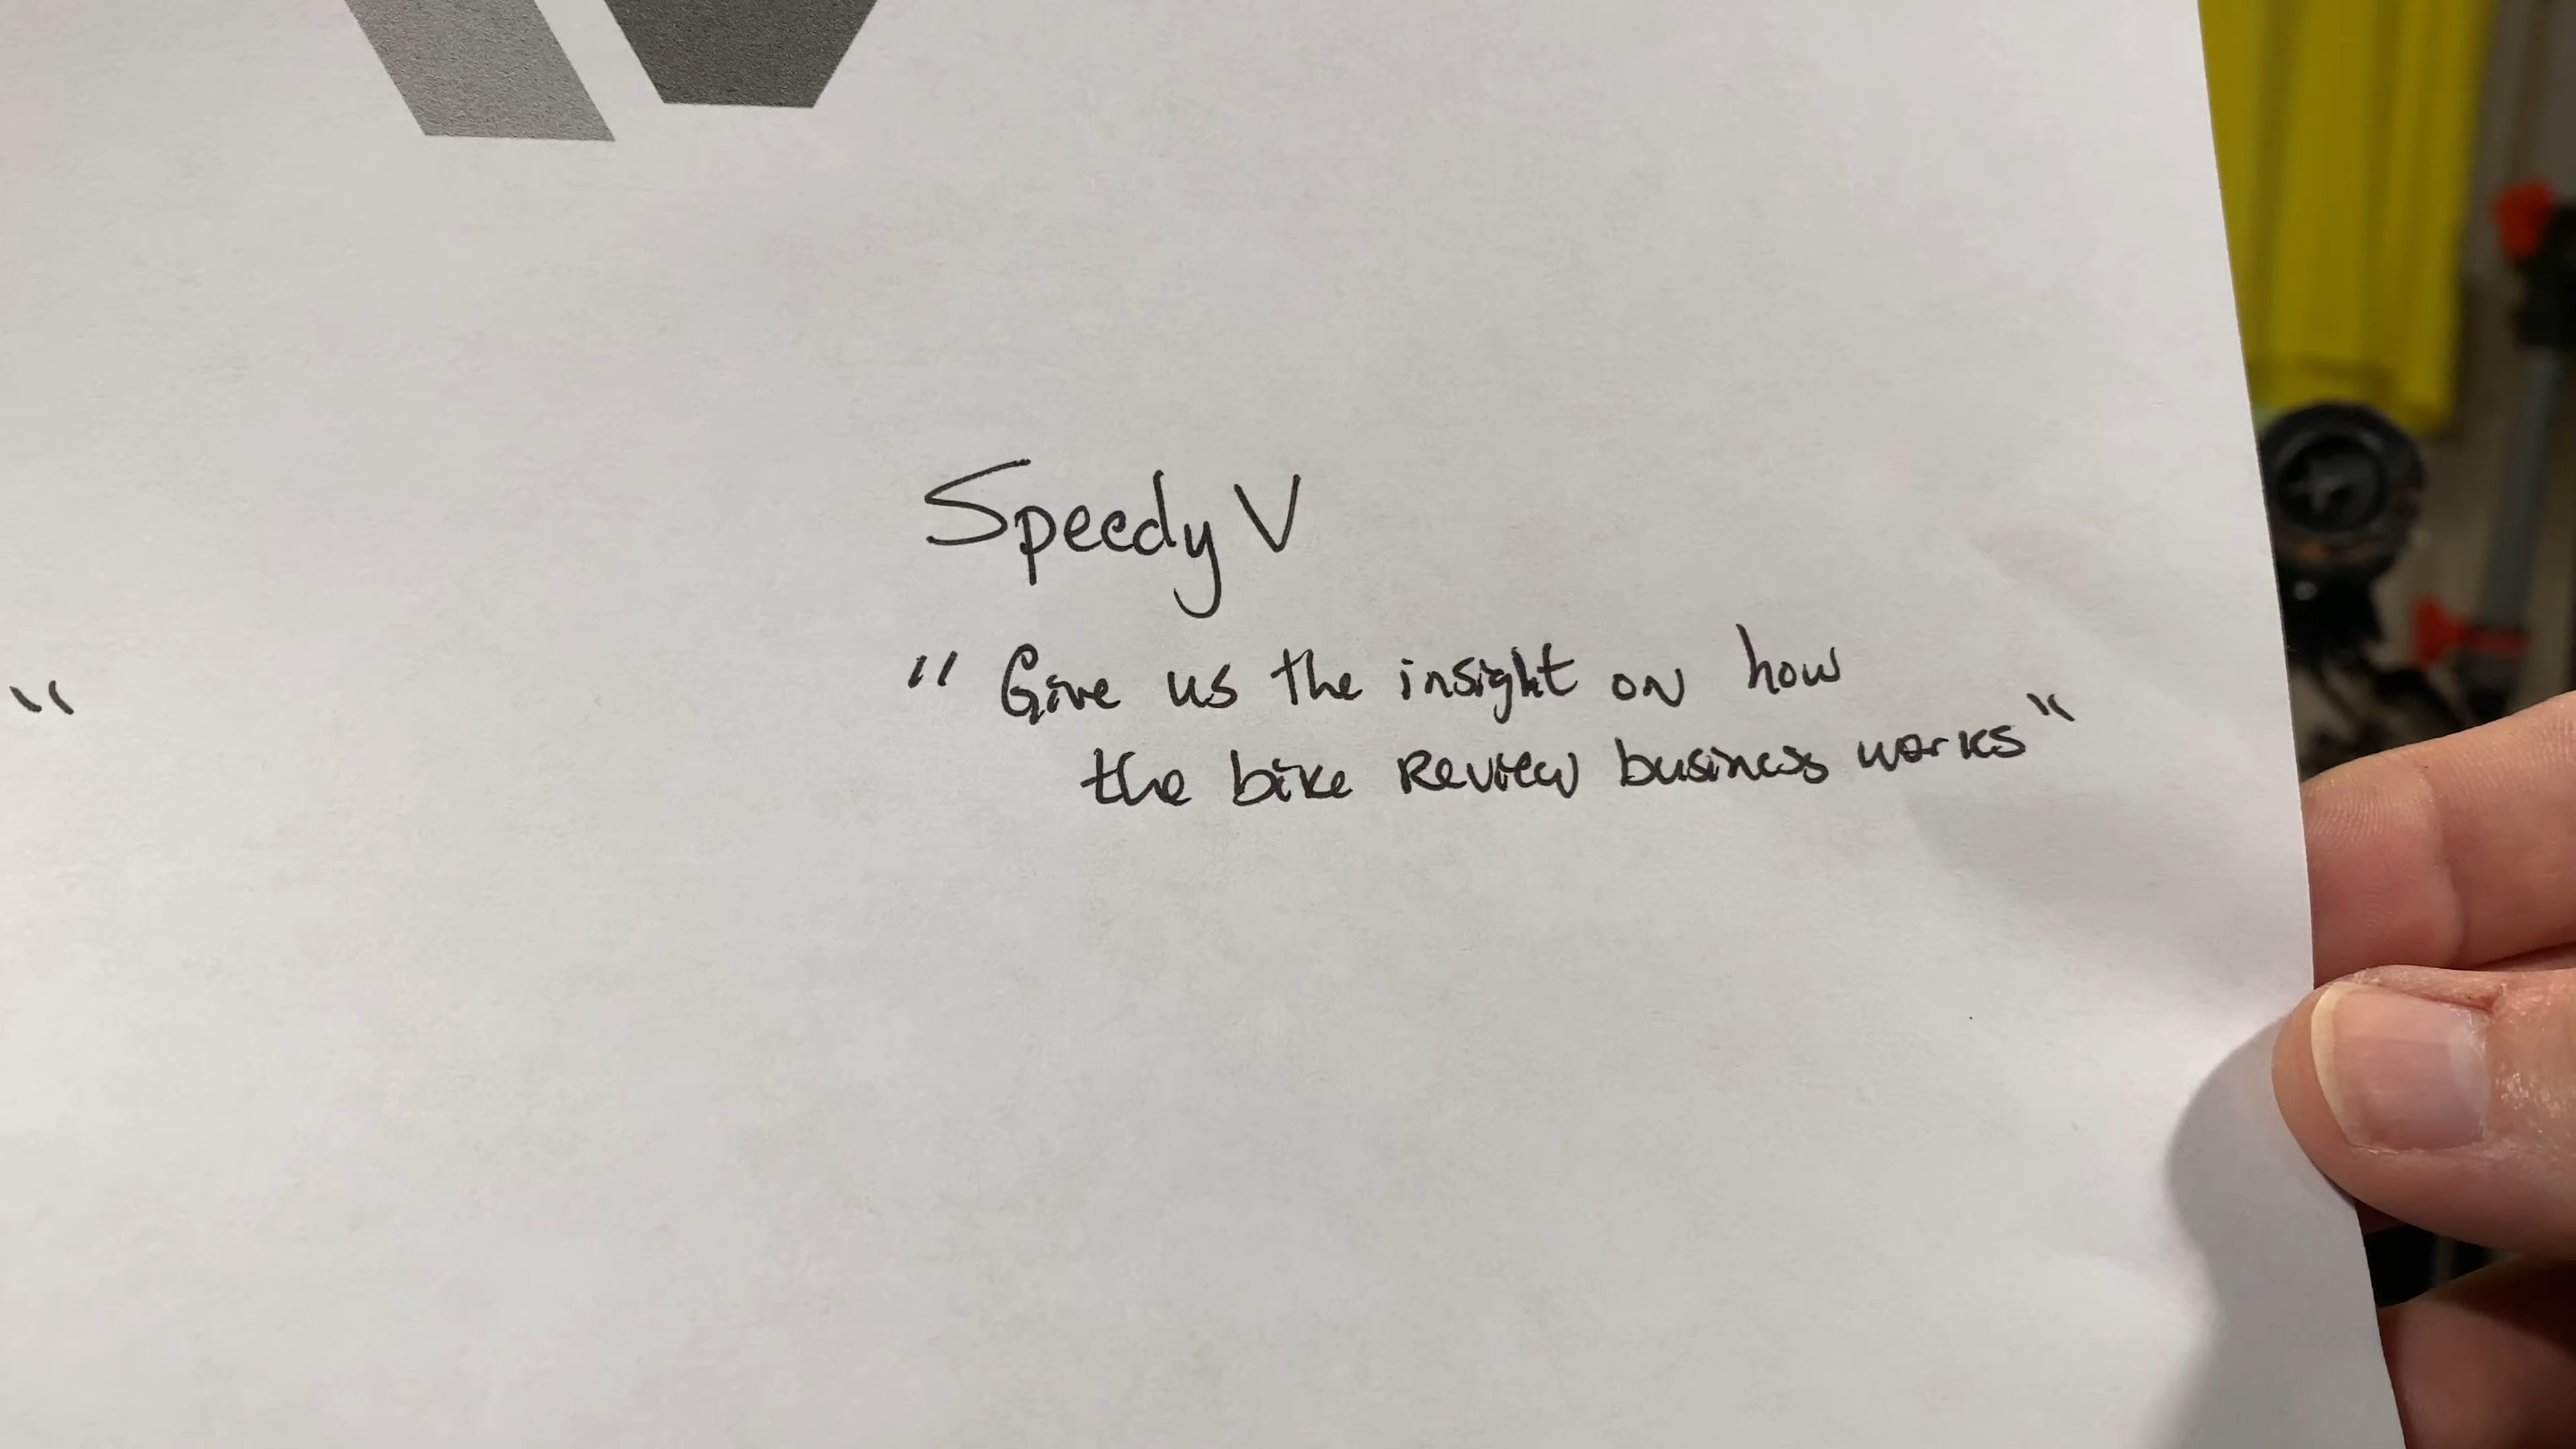 Speedy V
" Give us the insight on how
"
the bike Review business works"